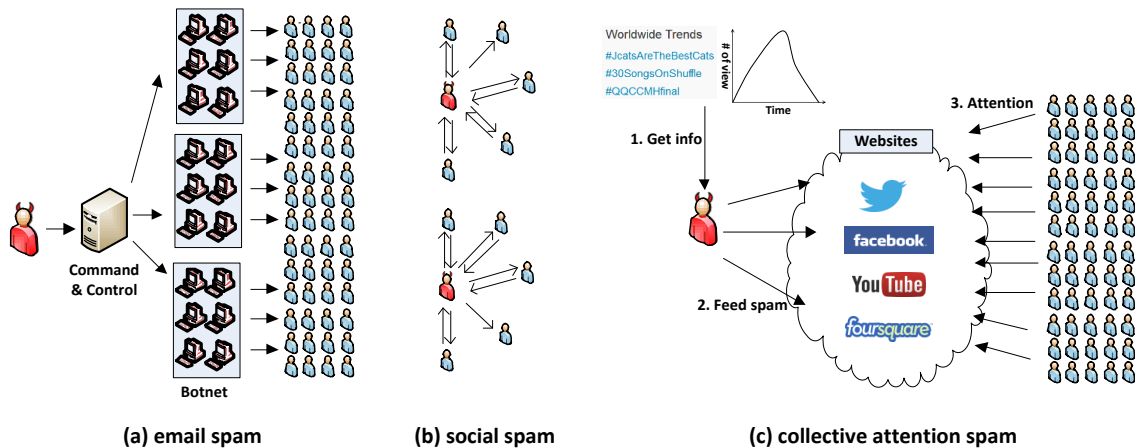 Command
& Control
Botnet
(a) email spam
(b) social spam
Worldwide Trends
#JcatsAreTheBestCats
#30SongsOnShuffle
#QQCCMHfinal
# of view
Time
1. Get info
2. Feed spam
3. Attention
Websites
facebook
YouTube
foursquare
(c) collective attention spam